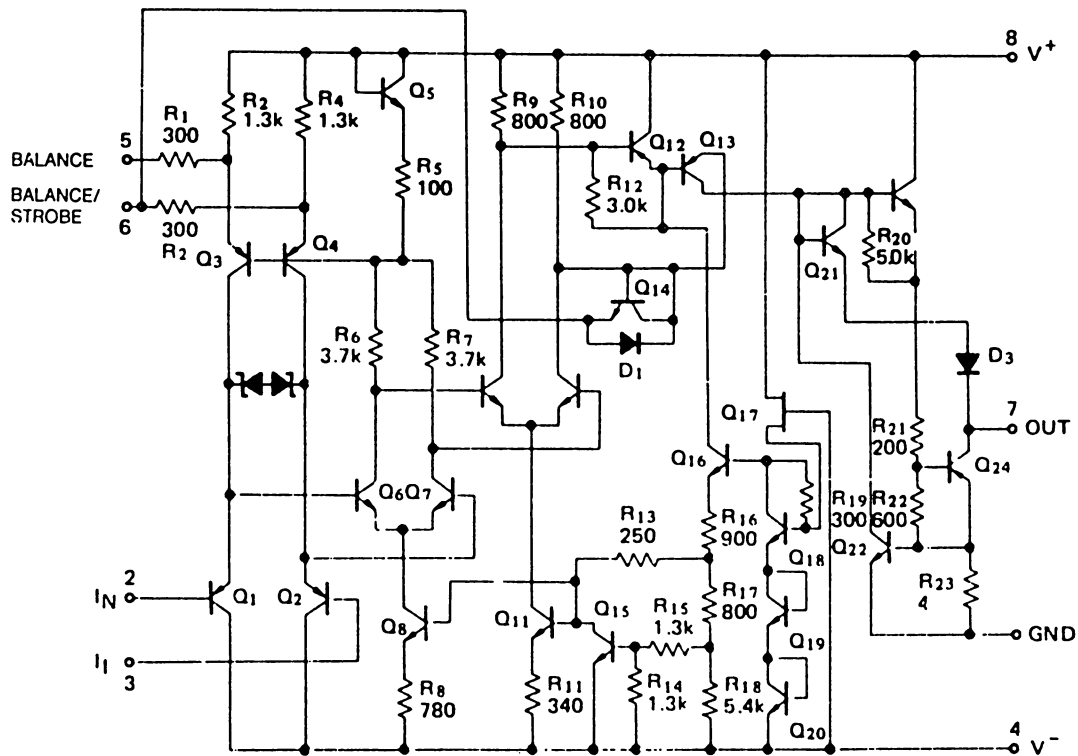 8
V+
Q5
R2
1.3k
R4
1.3k
R9
800
R10
800
R1
300
5
BALANCE
Q12
Q13
R5
100
R12
3.0k
BALANCE/
STROBE
6
300
R2
Q3
Q4
R20
5.0k
Q21
Q14
R6
3.7k
R7
3.7k
D1
D3
Q17
7
OUT
R21
200
Q16
Q24
Q6
Q7
R19
300
R22
600
R13
250
R16
900
Q18
Q22
2
IN
Q1
Q2
R17
800
R23
4
Q8
Q11
Q15
R15
1.3k
Q19
GND
II
3
R8
780
R11
340
R14
1.3k
R18
5.4k
Q20
4
V-